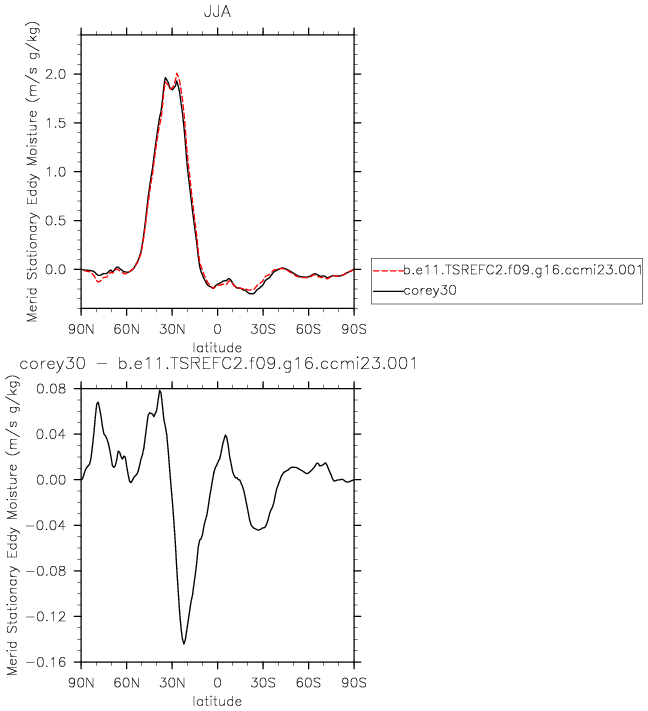 JJA
Merid Stationary Eddy Moisture (m/s g/kg)
2.0
1.5
1.0
0.5
0.0
90N 60N 30N 0 30S 60S 90S
latitude
b.e11.TSREFC2.f09.g16.ccmi23.001
corey30
corey30 − b.e11.TSREFC2.f09.g16.ccmi23.001
Merid Stationary Eddy Moisture (m/s g/kg)
0.08
0.04
0.00
−0.04
−0.08
−0.12
−0.16
90N 60N 30N 0 30S 60S 90S
latitude